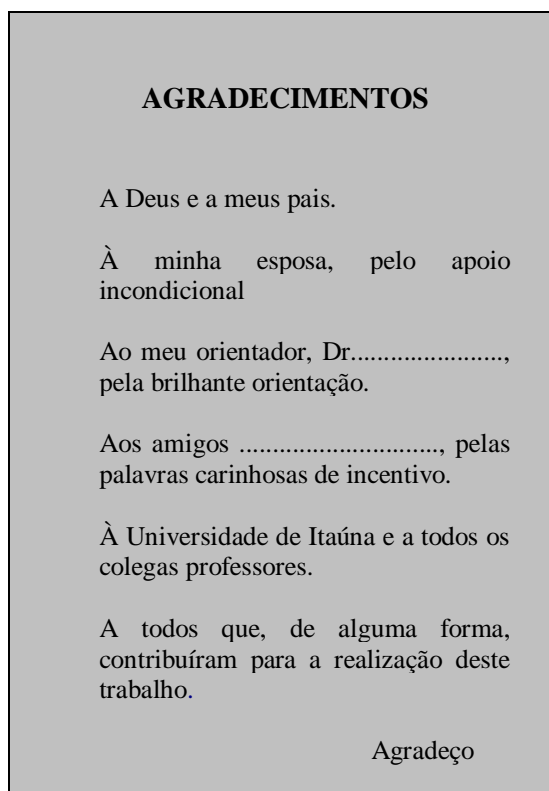 AGRADECIMENTOS
A Deus e a meus pais.
À minha esposa, pelo apoio
incondicional
Ao meu orientador, Dr.......................,
pela brilhante orientação.
Aos amigos .............................., pelas
palavras carinhosas de incentivo.
À Universidade de Itaúna e a todos os
colegas professores.
A todos que, de alguma forma,
contribuíram para a realização deste
trabalho.
Agradeço